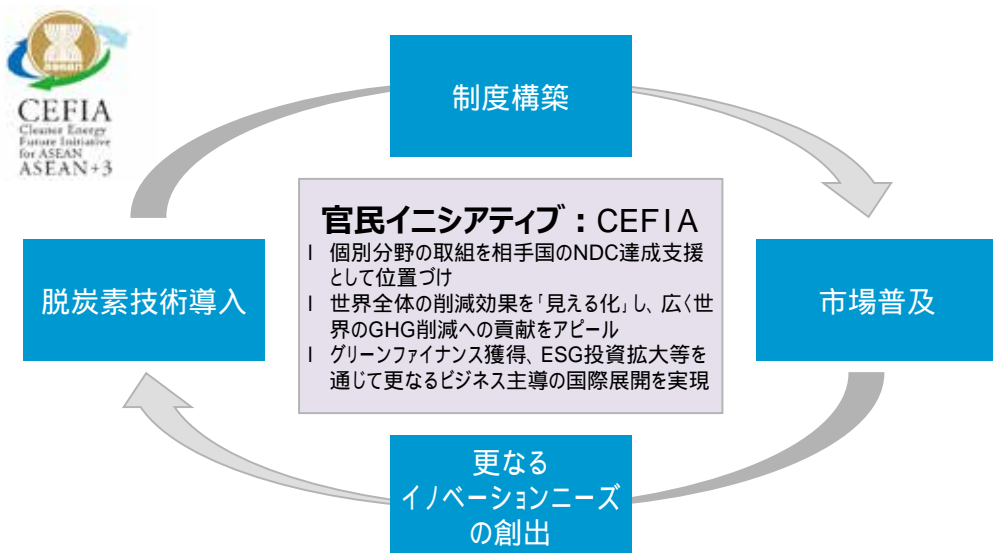 asean
CEFIA
Cleaner Energy
Future Initiative
for ASEAN
ASEAN+3
制度構築
官民イニシアティブ：CEFIA
l 個別分野の取組を相手国のNDC達成支援
として位置づけ
l 世界全体の削減効果を「見える化」し、広く世
界のGHG削減への貢献をアピール
l グリーンファイナンス獲得、ESG投資拡大等を
通じて更なるビジネス主導の国際展開を実現
脱炭素技術導入
市場普及
更なる
イノベーションニーズ
の創出